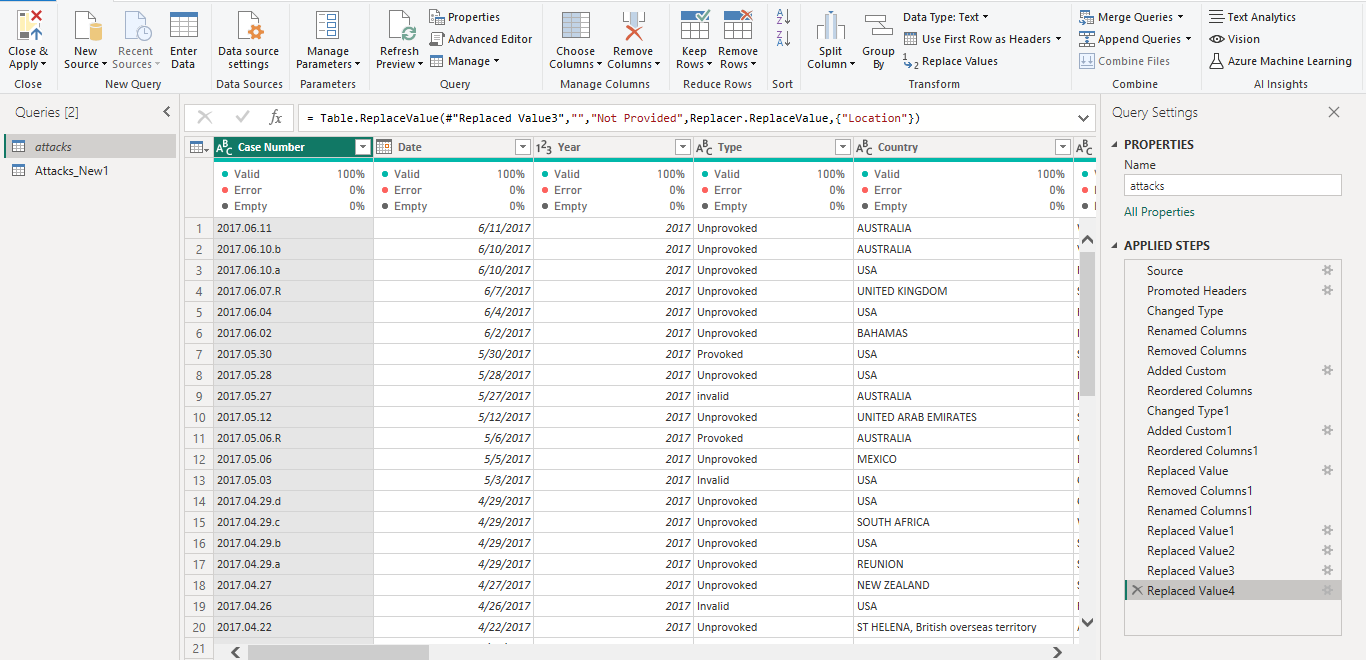 Close & Apply
New Source
Recent Sources
Enter Data
Data source settings
Manage Parameters
Refresh Preview
Properties
Advanced Editor
Manage
Choose Columns
Remove Columns
Keep Rows
Remove Rows
A Z
Z A
Split Column
Group By
Data Type: Text
Use First Row as Headers
1 2 Replace Values
Merge Queries
Append Queries
Combine Files
Text Analytics
Vision
Azure Machine Learning
Close
New Query
Data Sources
Parameters
Query
Manage Columns
Reduce Rows
Sort
Transform
Combine
AI Insights
Queries [2]
attacks
Attacks_New1
fx = Table.ReplaceValue(#"Replaced Value3","","Not Provided",Replacer.ReplaceValue,{"Location"})
ABC Case Number Date 123 Year ABC Type ABC Country ABC
Valid 100% Valid 100% Valid 100% Valid 100% Valid 100%
Error 0% Error 0% Error 0% Error 0% Error 0%
Empty 0% Empty 0% Empty 0% Empty 0% Empty 0%
1 2017.06.11 6/11/2017 2017 Unprovoked AUSTRALIA
2 2017.06.10.b 6/10/2017 2017 Unprovoked AUSTRALIA
3 2017.06.10.a 6/10/2017 2017 Unprovoked USA
4 2017.06.07.R 6/7/2017 2017 Unprovoked UNITED KINGDOM
5 2017.06.04 6/4/2017 2017 Unprovoked USA
6 2017.06.02 6/2/2017 2017 Unprovoked BAHAMAS
7 2017.05.30 5/30/2017 2017 Provoked USA
8 2017.05.28 5/28/2017 2017 Unprovoked USA
9 2017.05.27 5/27/2017 2017 invalid AUSTRALIA
10 2017.05.12 5/12/2017 2017 Unprovoked UNITED ARAB EMIRATES
11 2017.05.06.R 5/6/2017 2017 Provoked AUSTRALIA
12 2017.05.06 5/5/2017 2017 Unprovoked MEXICO
13 2017.05.03 5/3/2017 2017 Invalid USA
14 2017.04.29.d 4/29/2017 2017 Unprovoked USA
15 2017.04.29.c 4/29/2017 2017 Unprovoked SOUTH AFRICA
16 2017.04.29.b 4/29/2017 2017 Unprovoked USA
17 2017.04.29.a 4/29/2017 2017 Unprovoked REUNION
18 2017.04.27 4/27/2017 2017 Unprovoked NEW ZEALAND
19 2017.04.26 4/26/2017 2017 Invalid USA
20 2017.04.22 4/22/2017 2017 Unprovoked ST HELENA, British overseas territory
21
Query Settings
PROPERTIES
Name
attacks
All Properties
APPLIED STEPS
Source
Promoted Headers
Changed Type
Renamed Columns
Removed Columns
Added Custom
Reordered Columns
Changed Type1
Added Custom1
Reordered Columns1
Replaced Value
Removed Columns1
Renamed Columns1
Replaced Value1
Replaced Value2
Replaced Value3
Replaced Value4